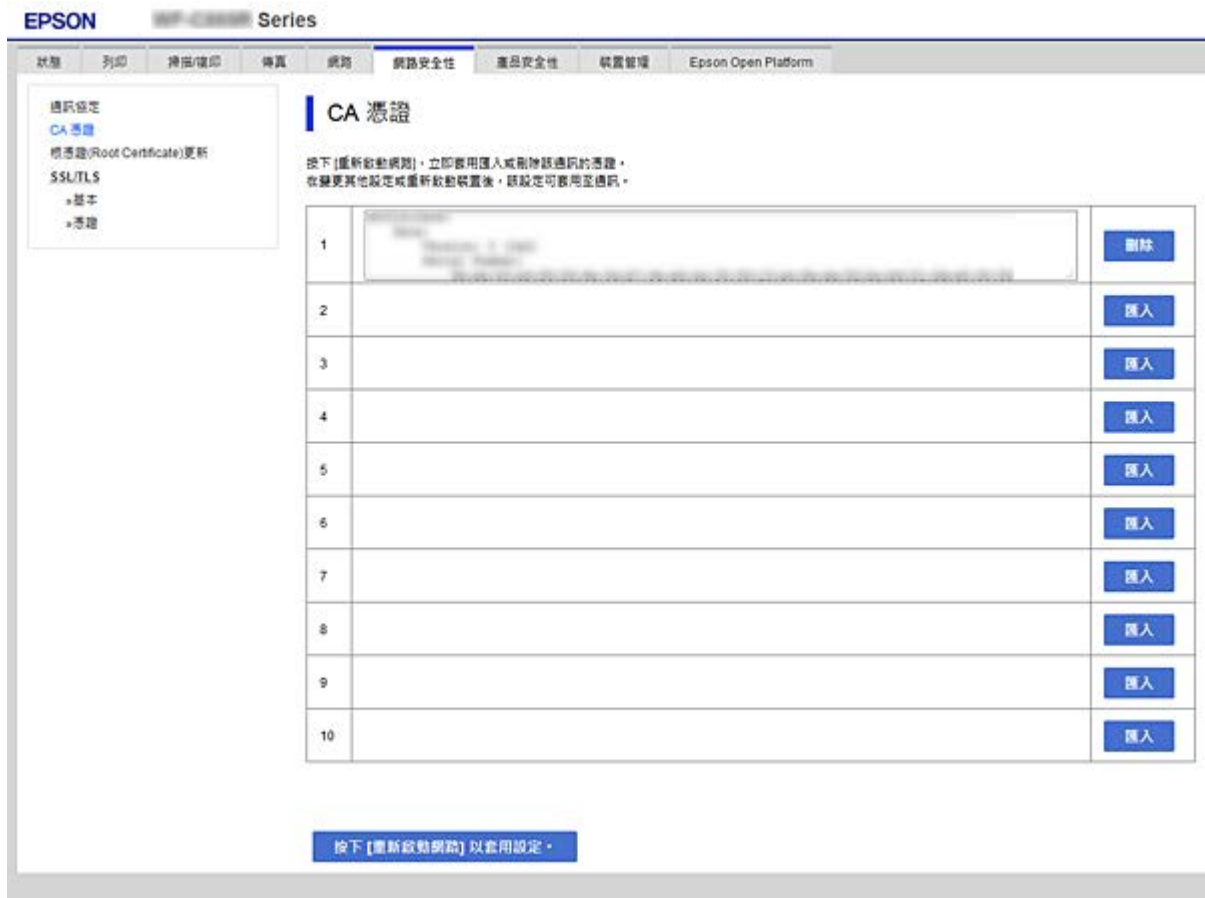 EPSON Series
狀態 列印 掃描/複印 傳真 網路 網路安全性 產品安全性 裝置管理 Epson Open Platform
通訊協定
CA 憑證
根憑證(Root Certificate)更新
SSL/TLS
»基本
»憑證
CA 憑證
按下 [重新啟動網路]，立即套用匯入或刪除該通訊的憑證。
在變更其他設定或重新啟動裝置後，該設定可套用至通訊。
1 刪除
2 匯入
3 匯入
4 匯入
5 匯入
6 匯入
7 匯入
8 匯入
9 匯入
10 匯入
按下 [重新啟動網路] 以套用設定。